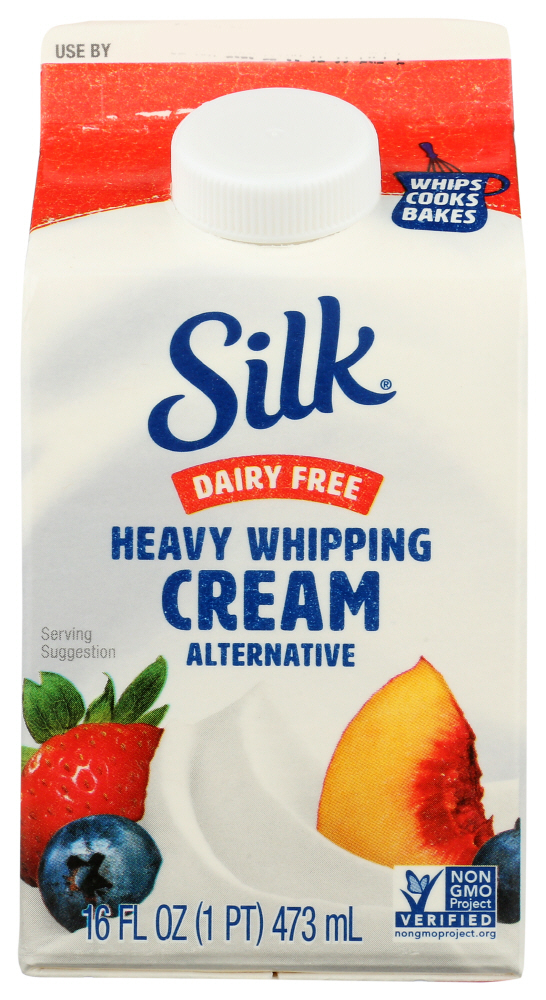 USE BY
WHIPS
COOKS
BAKES
Silk®
DAIRY FREE
HEAVY WHIPPING
CREAM
ALTERNATIVE
Serving
Suggestion
NON
GMO
Project
VERIFIED
nongmoproject.org
16 FL OZ (1 PT) 473 mL